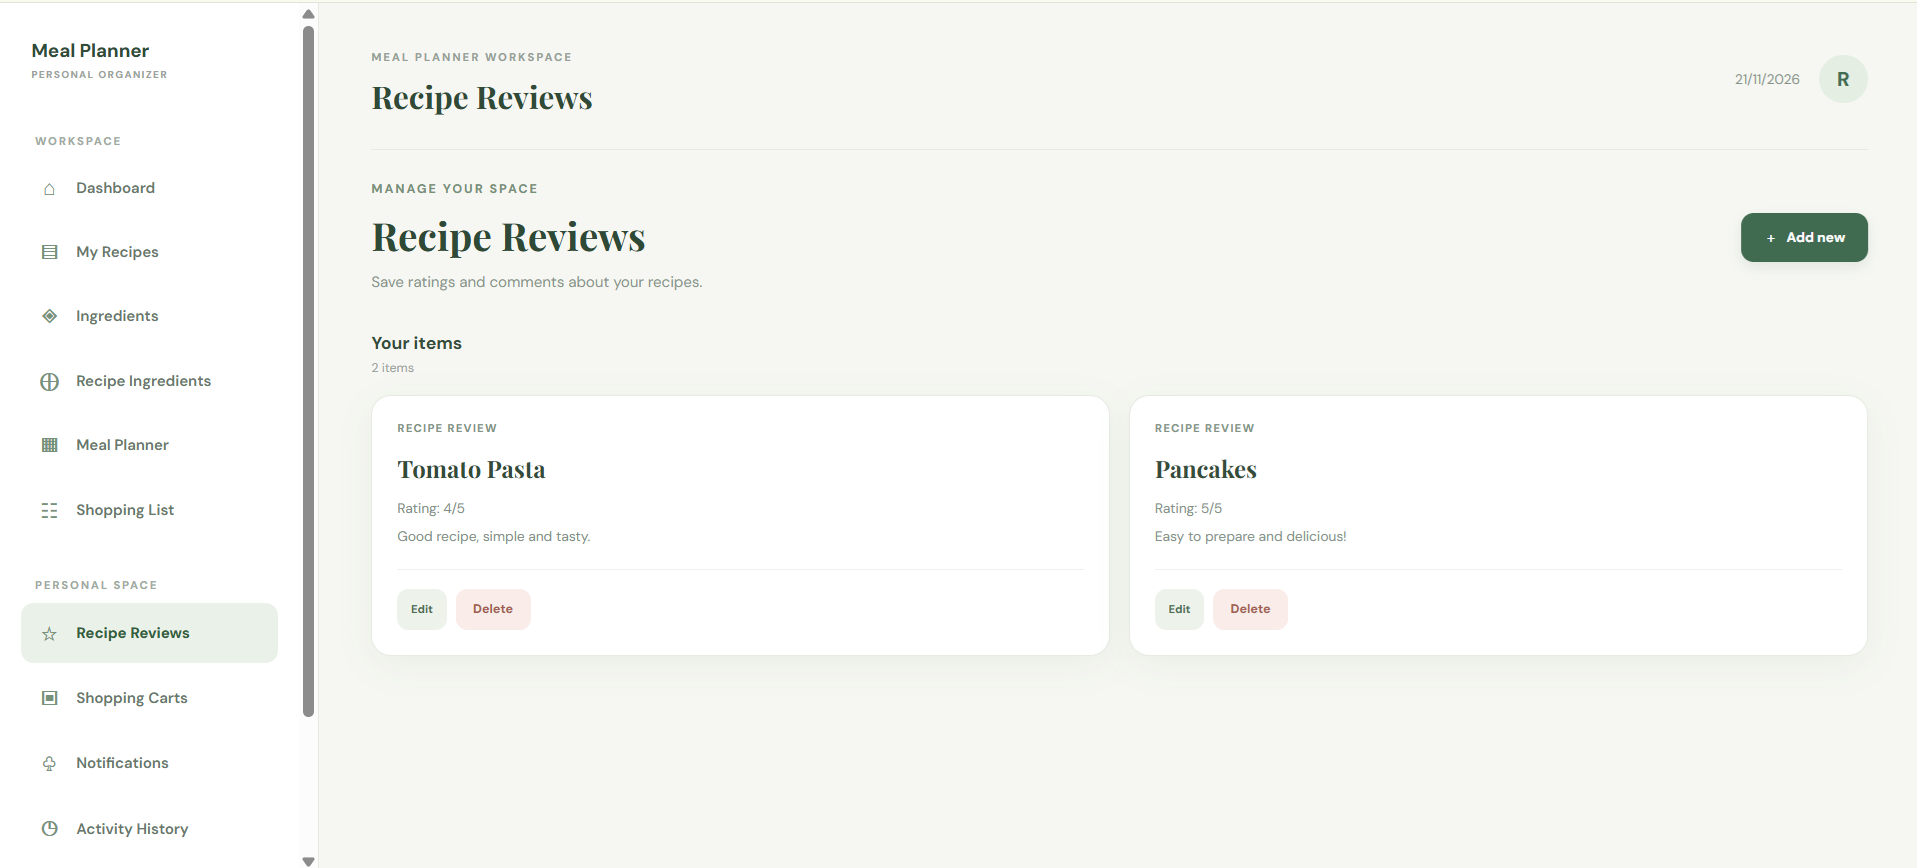 Meal Planner
PERSONAL ORGANIZER
WORKSPACE
Dashboard
My Recipes
Ingredients
Recipe Ingredients
Meal Planner
Shopping List
PERSONAL SPACE
Recipe Reviews
Shopping Carts
Notifications
Activity History
MEAL PLANNER WORKSPACE
Recipe Reviews
21/11/2026
R
MANAGE YOUR SPACE
Recipe Reviews
Save ratings and comments about your recipes.
+ Add new
Your items
2 items
RECIPE REVIEW
Tomato Pasta
Rating: 4/5
Good recipe, simple and tasty.
Edit
Delete
RECIPE REVIEW
Pancakes
Rating: 5/5
Easy to prepare and delicious!
Edit
Delete